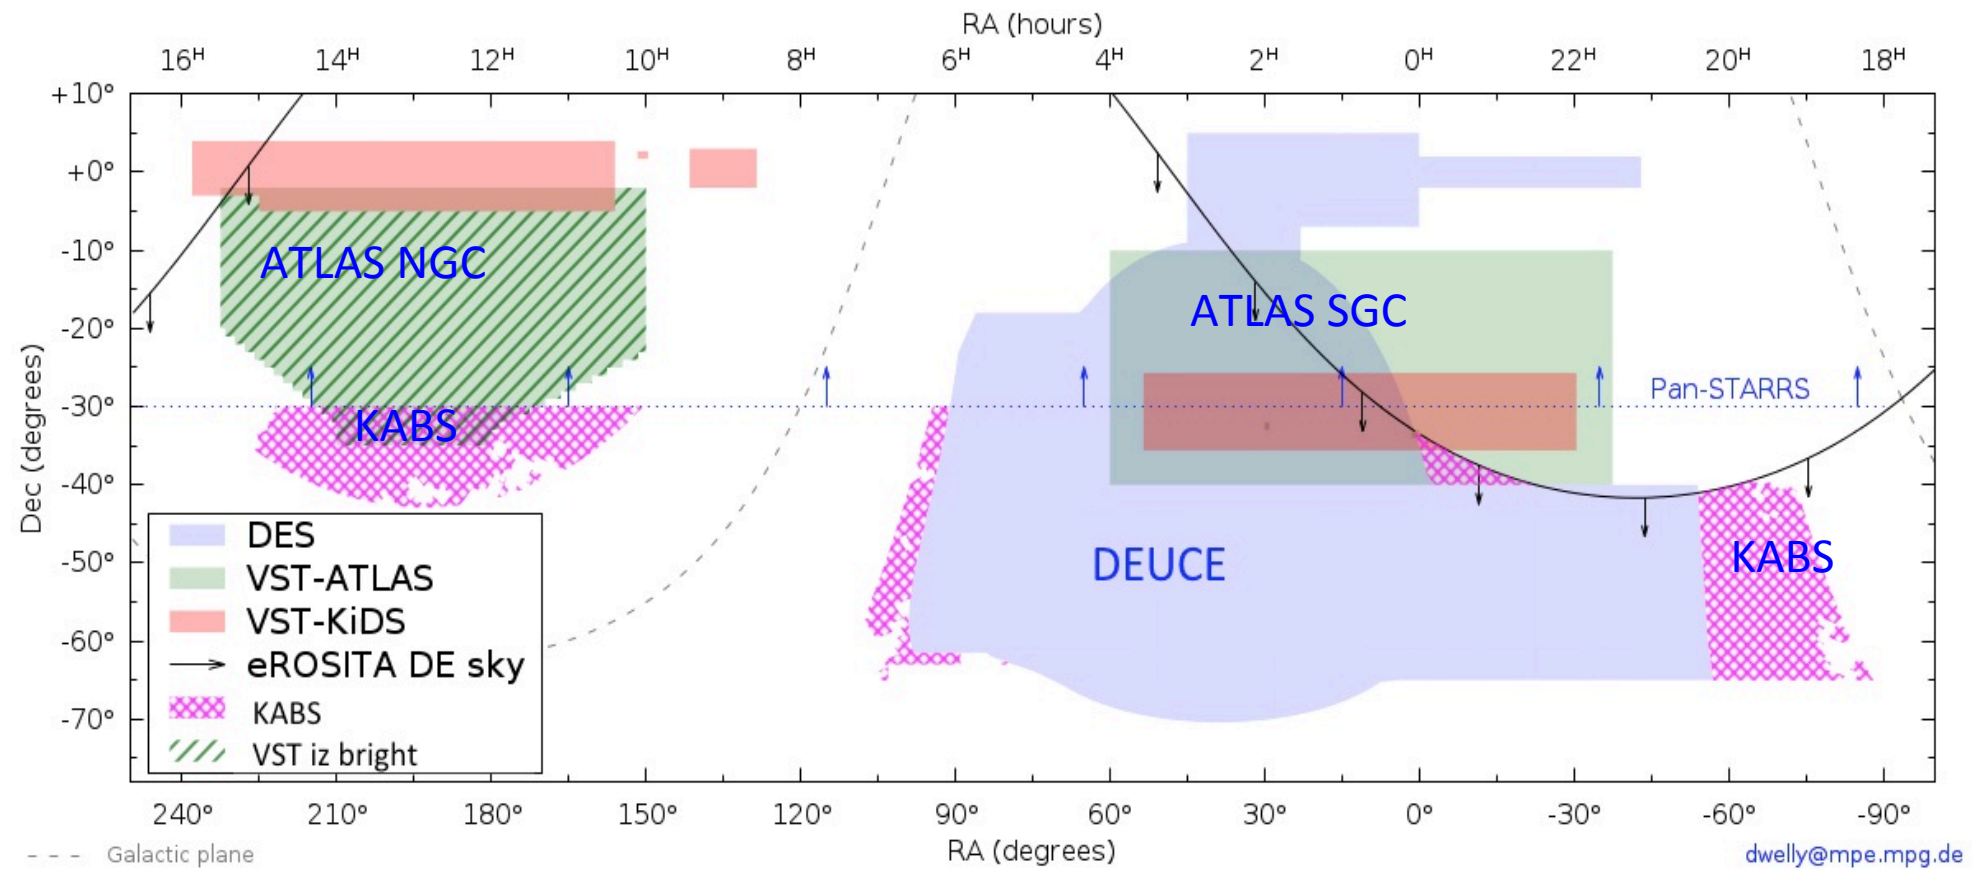 RA (hours)
16ᴴ 14ᴴ 12ᴴ 10ᴴ 8ᴴ 6ᴴ 4ᴴ 2ᴴ 0ᴴ 22ᴴ 20ᴴ 18ᴴ
+10°
+0°
-10°
-20°
-30°
-40°
-50°
-60°
-70°
Dec (degrees)
ATLAS NGC
ATLAS SGC
Pan-STARRS
KABS
DEUCE
KABS
DES
VST-ATLAS
VST-KiDS
eROSITA DE sky
KABS
VST iz bright
240° 210° 180° 150° 120° 90° 60° 30° 0° -30° -60° -90°
RA (degrees)
Galactic plane
dwelly@mpe.mpg.de